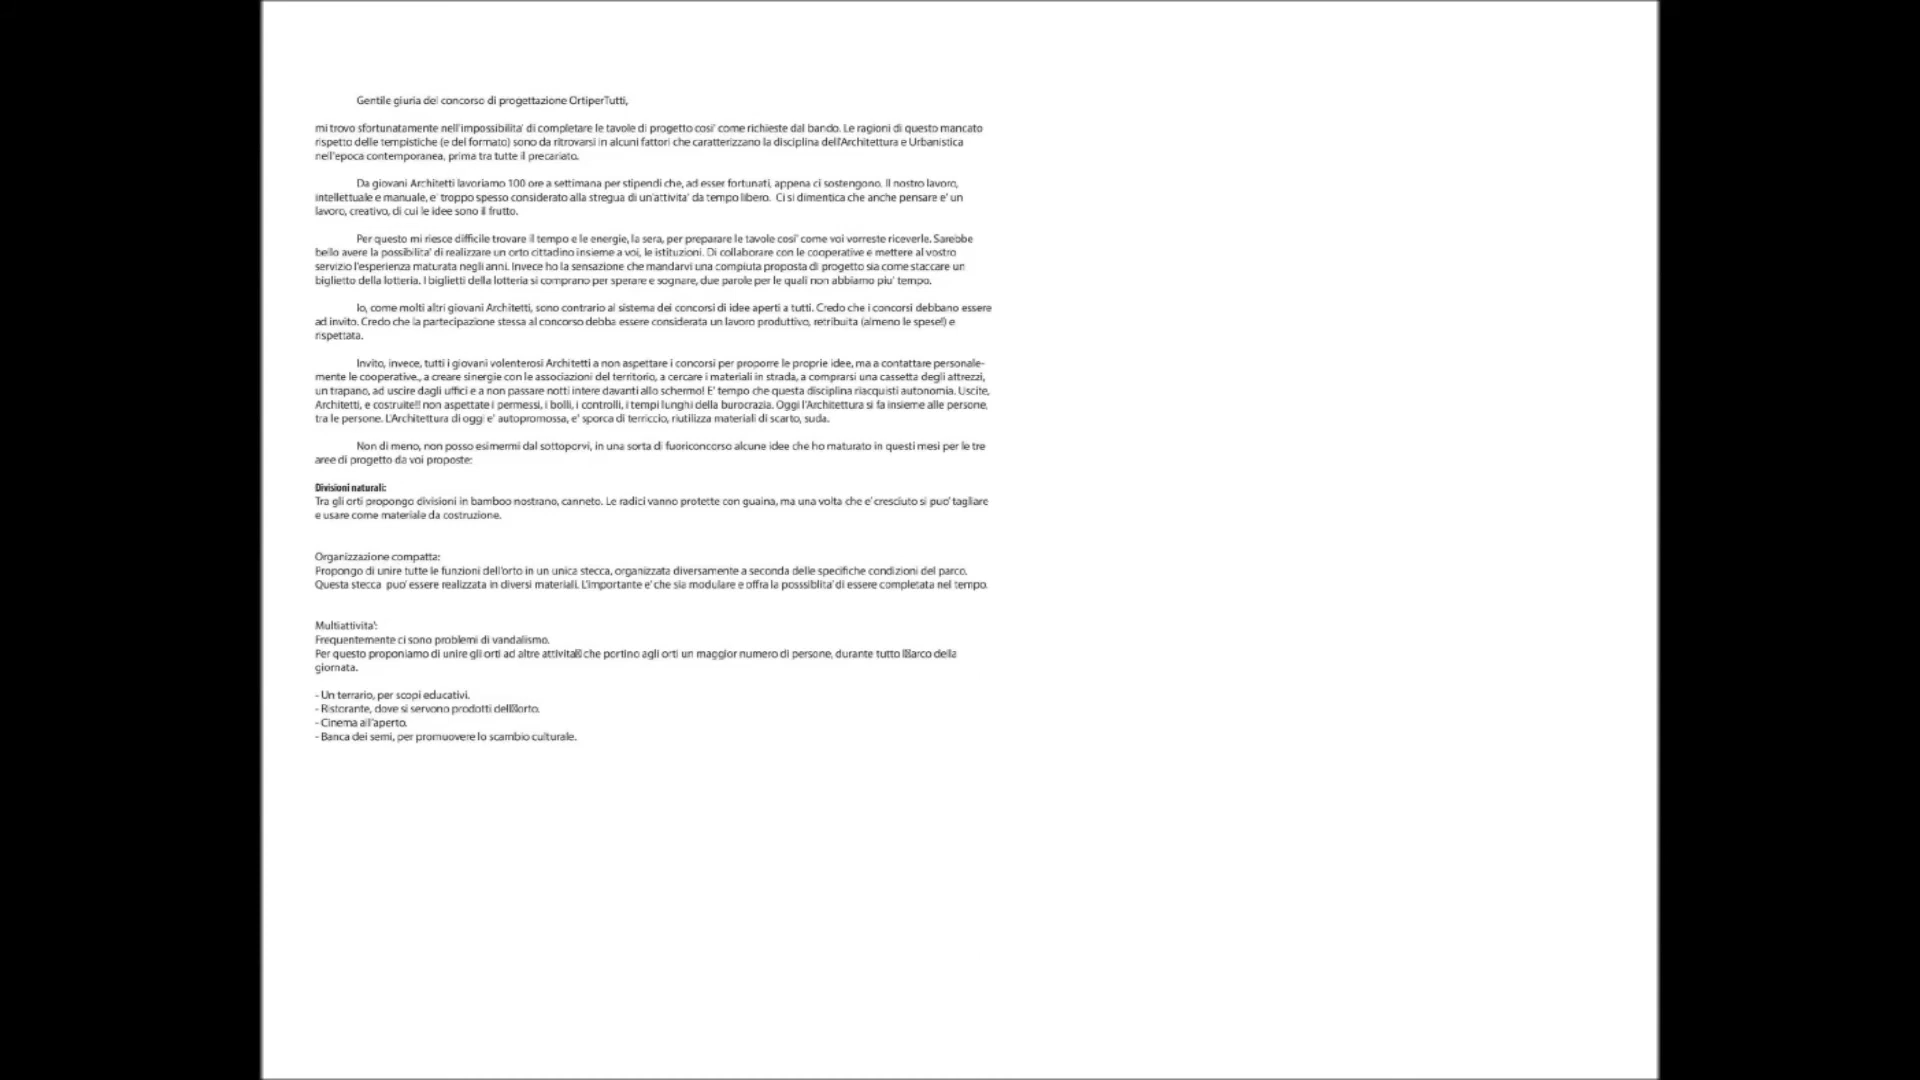 Gentile giuria del concorso di progettazione OrtiperTutti,
mi trovo sfortunatamente nell'impossibilita' di completare le tavole di progetto cosi' come richieste dal bando. Le ragioni di questo mancato
rispetto delle tempistiche (e del formato) sono da ritrovarsi in alcuni fattori che caratterizzano la disciplina dell'Architettura e Urbanistica
nell'epoca contemporanea, prima tra tutte il precariato.
Da giovani Architetti lavoriamo 100 ore a settimana per stipendi che, ad esser fortunati, appena ci sostengono. Il nostro lavoro,
intellettuale e manuale, e' troppo spesso considerato alla stregua di un'attivita' da tempo libero. Ci si dimentica che anche pensare e' un
lavoro, creativo, di cui le idee sono il frutto.
Per questo mi riesce difficile trovare il tempo e le energie, la sera, per preparare le tavole cosi' come voi vorreste riceverle. Sarebbe
bello avere la possibilita' di realizzare un orto cittadino insieme a voi, le istituzioni. Di collaborare con le cooperative e mettere al vostro
servizio l'esperienza maturata negli anni. Invece ho la sensazione che mandarvi una compiuta proposta di progetto sia come staccare un
biglietto della lotteria. I biglietti della lotteria si comprano per sperare e sognare, due parole per le quali non abbiamo piu' tempo.
Io, come molti altri giovani Architetti, sono contrario al sistema dei concorsi di idee aperti a tutti. Credo che i concorsi debbano essere
ad invito. Credo che la partecipazione stessa al concorso debba essere considerata un lavoro produttivo, retribuita (almeno le spese!) e
rispettata.
Invito, invece, tutti i giovani volenterosi Architetti a non aspettare i concorsi per proporre le proprie idee, ma a contattare personale-
mente le cooperative., a creare sinergie con le associazioni del territorio, a cercare i materiali in strada, a comprarsi una cassetta degli attrezzi,
un trapano, ad uscire dagli uffici e a non passare notti intere davanti allo schermo! E' tempo che questa disciplina riacquisti autonomia. Uscite,
Architetti, e costruite!! non aspettate i permessi, i bolli, i controlli, i tempi lunghi della burocrazia. Oggi l'Architettura si fa insieme alle persone,
tra le persone. L'Architettura di oggi e' autopromossa, e' sporca di terriccio, riutilizza materiali di scarto, suda.
Non di meno, non posso esimermi dal sottoporvi, in una sorta di fuoriconcorso alcune idee che ho maturato in questi mesi per le tre
aree di progetto da voi proposte:
Divisioni naturali:
Tra gli orti propongo divisioni in bamboo nostrano, canneto. Le radici vanno protette con guaina, ma una volta che e' cresciuto si puo' tagliare
e usare come materiale da costruzione.
Organizzazione compatta:
Propongo di unire tutte le funzioni dell'orto in un unica stecca, organizzata diversamente a seconda delle specifiche condizioni del parco.
Questa stecca puo' essere realizzata in diversi materiali. L'importante e' che sia modulare e offra la posssiblita' di essere completata nel tempo.
Multiattivita':
Frequentemente ci sono problemi di vandalismo.
Per questo proponiamo di unire gli orti ad altre attivita che portino agli orti un maggior numero di persone, durante tutto arco della
giornata.
- Un terrario, per scopi educativi.
- Ristorante, dove si servono prodotti dell orto.
- Cinema all'aperto.
- Banca dei semi, per promuovere lo scambio culturale.